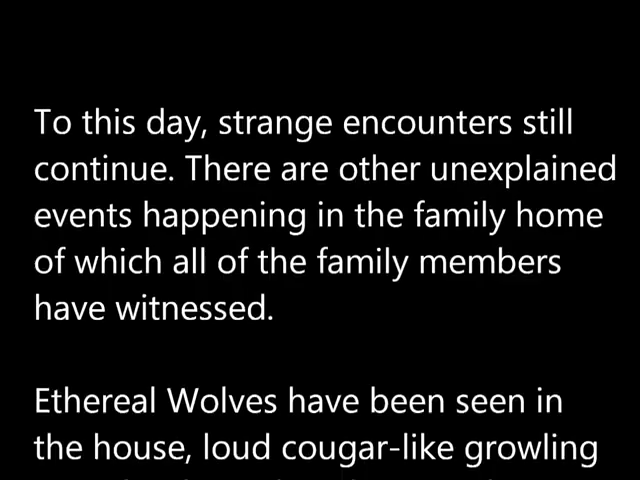 To this day, strange encounters still
continue. There are other unexplained
events happening in the family home
of which all of the family members
have witnessed.
Ethereal Wolves have been seen in
the house, loud cougar-like growling